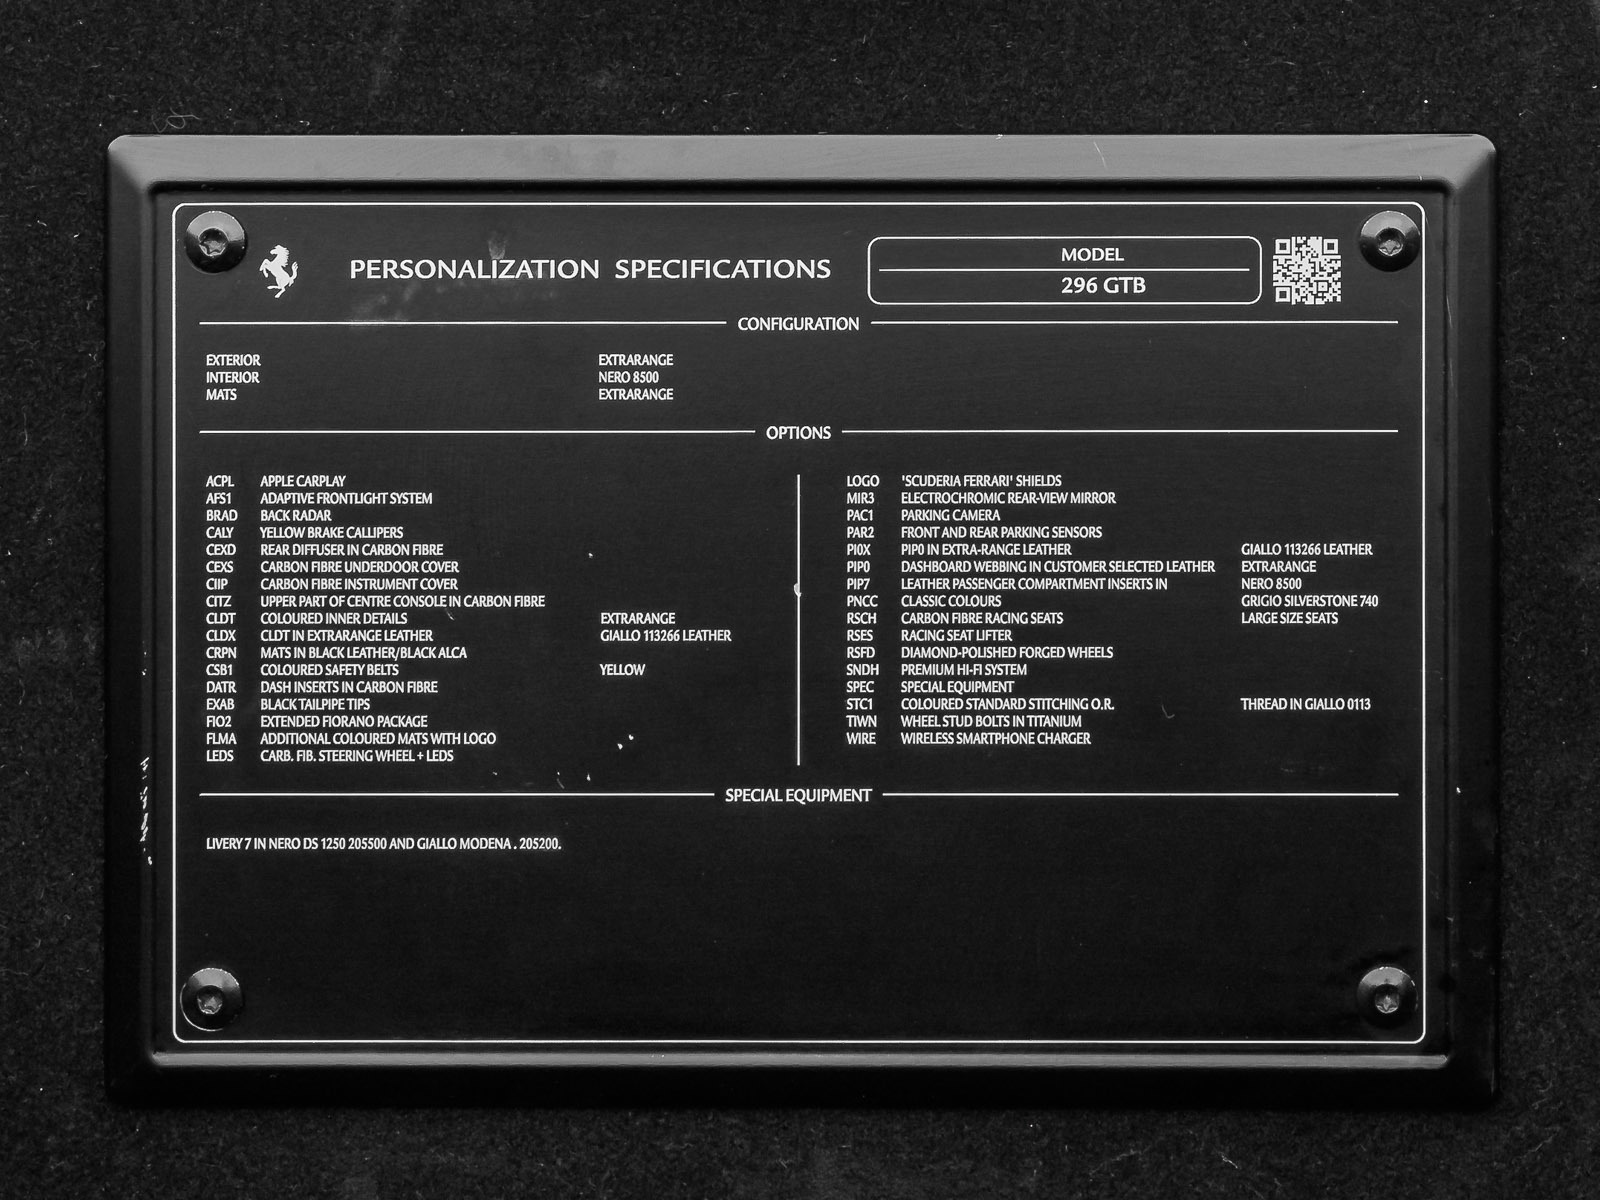 PERSONALIZATION SPECIFICATIONS
MODEL
296 GTB
CONFIGURATION
EXTERIOR EXTRARANGE
INTERIOR NERO 8500
MATS EXTRARANGE
OPTIONS
ACPL APPLE CARPLAY
AFS1 ADAPTIVE FRONTLIGHT SYSTEM
BRAD BACK RADAR
CALY YELLOW BRAKE CALLIPERS
CEXD REAR DIFFUSER IN CARBON FIBRE
CEXS CARBON FIBRE UNDERDOOR COVER
CIIP CARBON FIBRE INSTRUMENT COVER
CITZ UPPER PART OF CENTRE CONSOLE IN CARBON FIBRE
CLDT COLOURED INNER DETAILS EXTRARANGE
CLDX CLDT IN EXTRARANGE LEATHER GIALLO 113266 LEATHER
CRPN MATS IN BLACK LEATHER/BLACK ALCA
CSB1 COLOURED SAFETY BELTS YELLOW
DATR DASH INSERTS IN CARBON FIBRE
EXAB BLACK TAILPIPE TIPS
FIO2 EXTENDED FIORANO PACKAGE
FLMA ADDITIONAL COLOURED MATS WITH LOGO
LEDS CARB. FIB. STEERING WHEEL + LEDS
LOGO 'SCUDERIA FERRARI' SHIELDS
MIR3 ELECTROCHROMIC REAR-VIEW MIRROR
PAC1 PARKING CAMERA
PAR2 FRONT AND REAR PARKING SENSORS
PI0X PIP0 IN EXTRA-RANGE LEATHER GIALLO 113266 LEATHER
PIP0 DASHBOARD WEBBING IN CUSTOMER SELECTED LEATHER EXTRARANGE
PIP7 LEATHER PASSENGER COMPARTMENT INSERTS IN NERO 8500
PNCC CLASSIC COLOURS GRIGIO SILVERSTONE 740
RSCH CARBON FIBRE RACING SEATS LARGE SIZE SEATS
RSES RACING SEAT LIFTER
RSFD DIAMOND-POLISHED FORGED WHEELS
SNDH PREMIUM HI-FI SYSTEM
SPEC SPECIAL EQUIPMENT
STC1 COLOURED STANDARD STITCHING O.R. THREAD IN GIALLO 0113
TIWN WHEEL STUD BOLTS IN TITANIUM
WIRE WIRELESS SMARTPHONE CHARGER
SPECIAL EQUIPMENT
LIVERY 7 IN NERO DS 1250 205500 AND GIALLO MODENA . 205200.